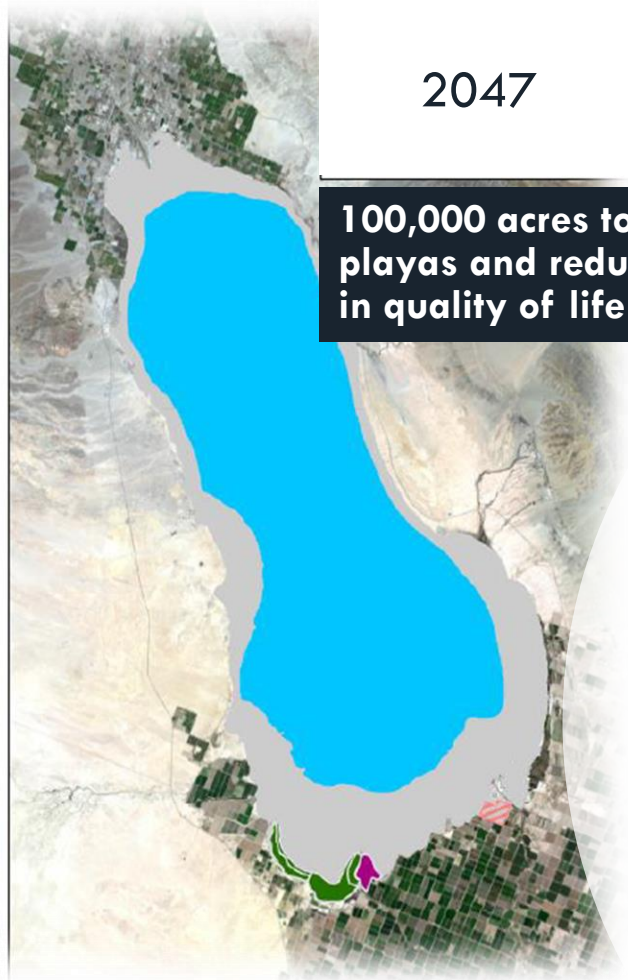 2047
100,000 acres to
playas and redu
in quality of life